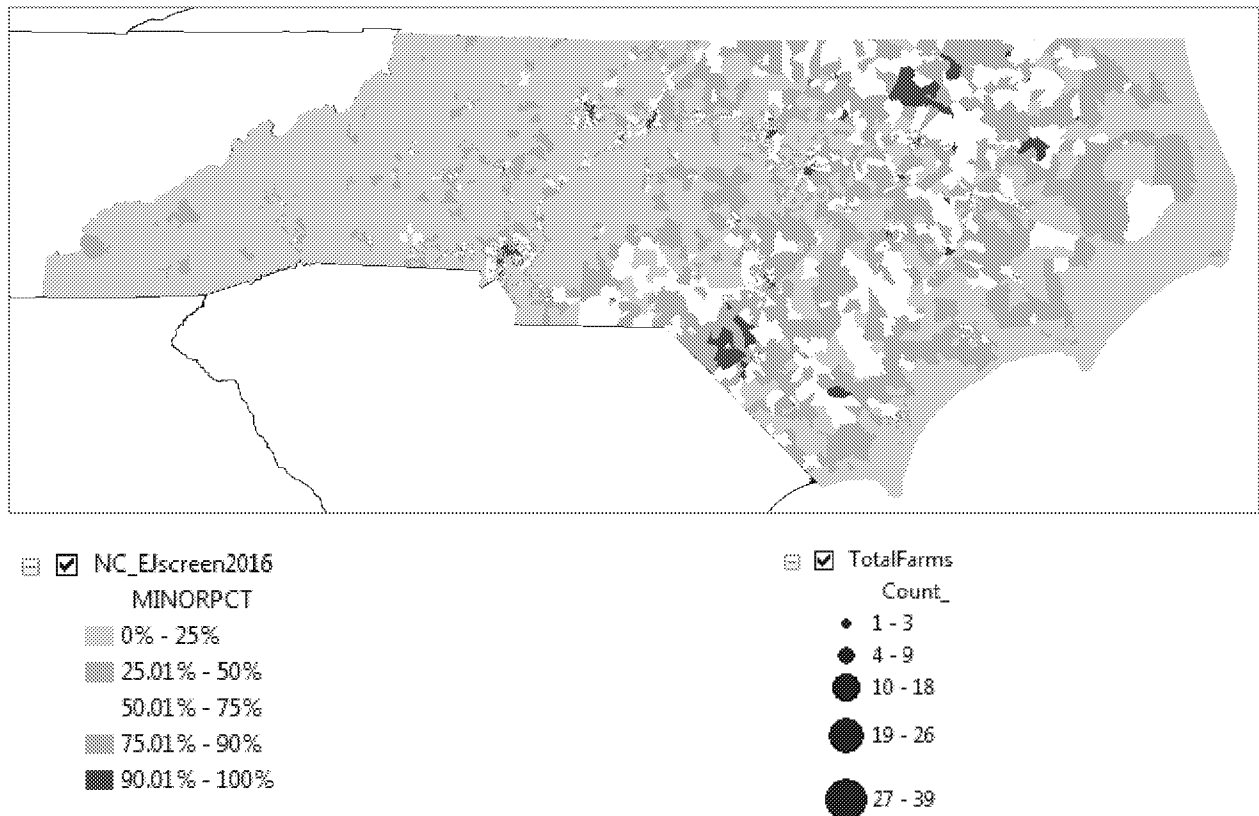 NC_EJscreen2016
MINORPCT
0% - 25%
25.01% - 50%
50.01% - 75%
75.01% - 90%
90.01% - 100%
TotalFarms
Count_
1 - 3
4 - 9
10 - 18
19 - 26
27 - 39